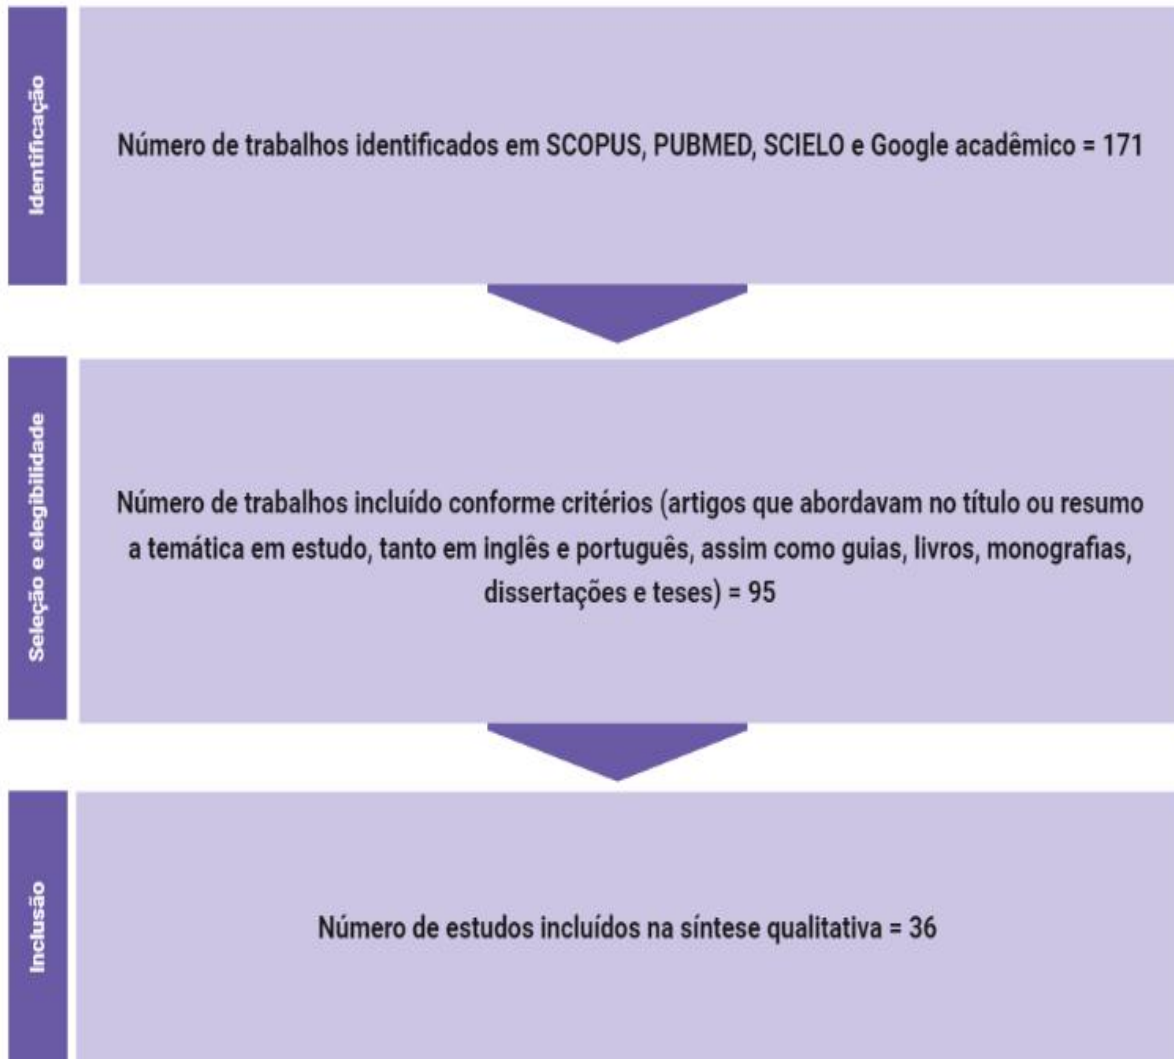 Identificação
Número de trabalhos identificados em SCOPUS, PUBMED, SCIELO e Google acadêmico = 171
Seleção e elegibilidade
Número de trabalhos incluído conforme critérios (artigos que abordavam no título ou resumo
a temática em estudo, tanto em inglês e português, assim como guias, livros, monografias,
dissertações e teses) = 95
Inclusão
Número de estudos incluídos na síntese qualitativa = 36